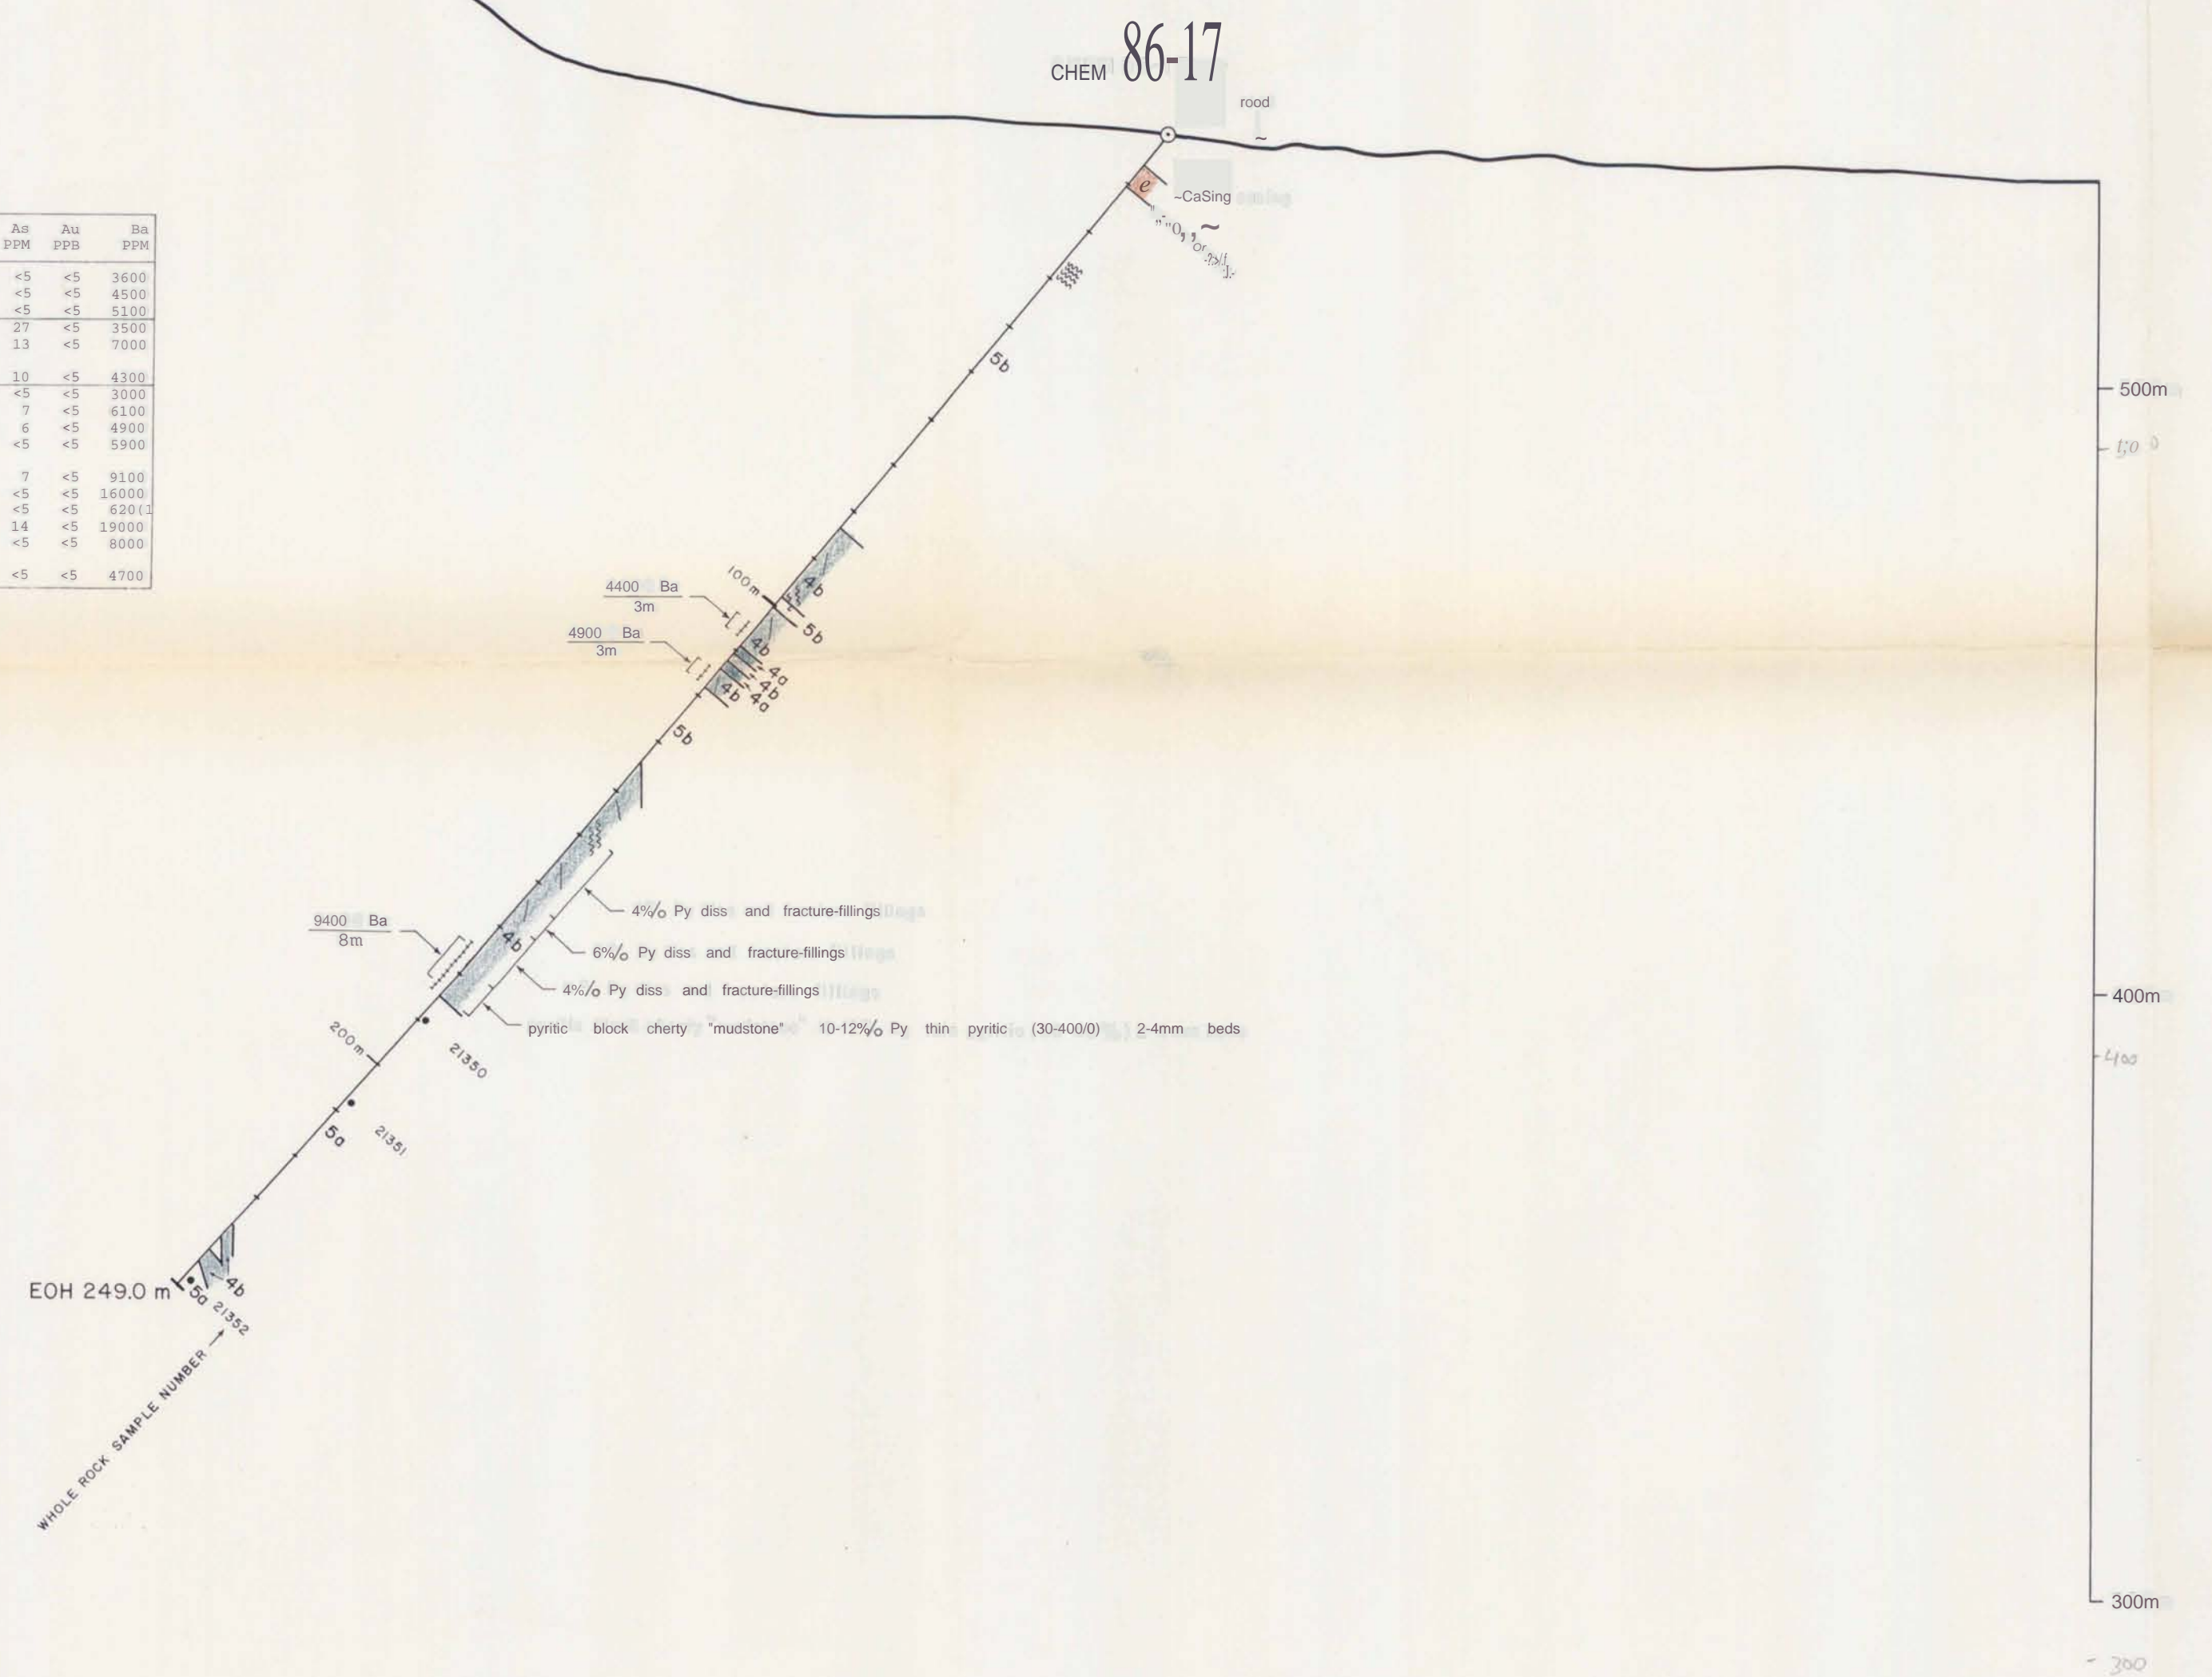 CHEM 86-17
rood
~
e
~CaSing
As Au Ba
PPM PPB PPM
<5 <5 3600
<5 <5 4500
<5 <5 5100
27 <5 3500
13 <5 7000
10 <5 4300
<5 <5 3000
7 <5 6100
6 <5 4900
<5 <5 5900
7 <5 9100
<5 <5 16000
<5 <5 620(1
14 <5 19000
<5 <5 8000
<5 <5 4700
5b
500m
4b
100m
4400 Ba
3m
5b
4900 Ba
3m
4b
4a
4b
4b
4a
5b
4%/o Py diss and fracture-fillings
9400 Ba
8m
4b
6%/o Py diss and fracture-fillings
4%/o Py diss and fracture-fillings
pyritic block cherty "mudstone" 10-12%/o Py thin pyritic (30-400/0) 2-4mm beds
400m
400
200m
21350
5a
21351
EOH 249.0 m
5a
4b
21352
WHOLE ROCK SAMPLE NUMBER
300m
- 300